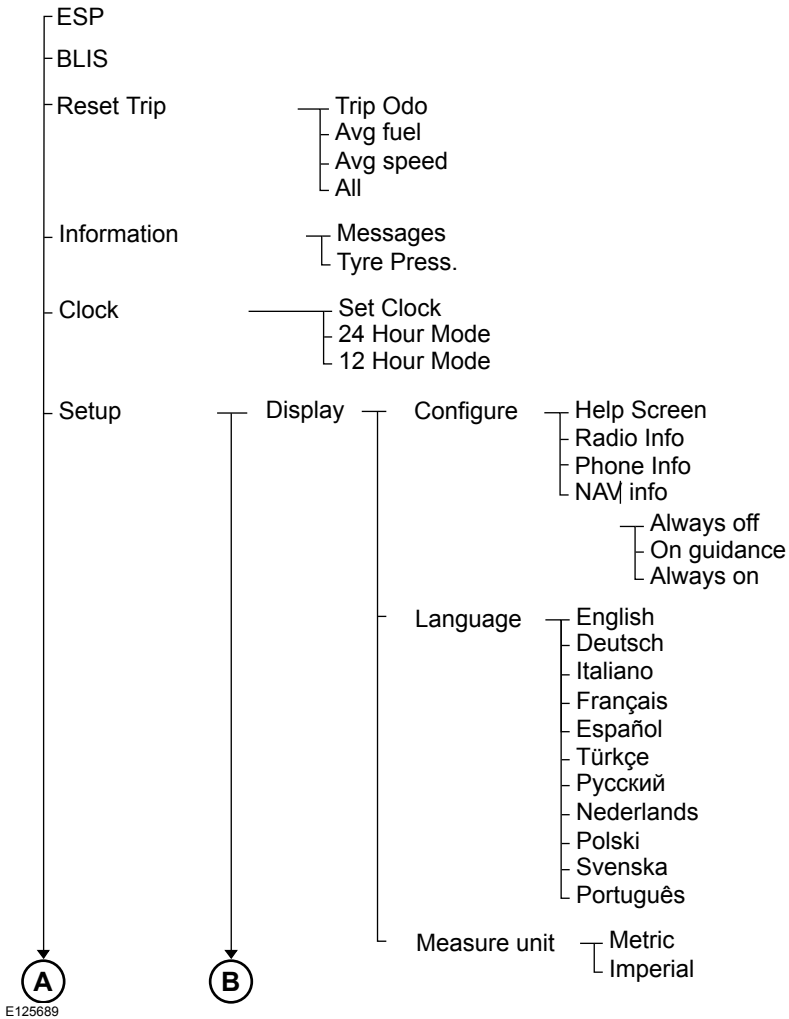 ESP
BLIS
Reset Trip
Trip Odo
Avg fuel
Avg speed
All
Information
Messages
Tyre Press.
Clock
Set Clock
24 Hour Mode
12 Hour Mode
Setup
Display
Configure
Help Screen
Radio Info
Phone Info
NAV info
Always off
On guidance
Always on
Language
English
Deutsch
Italiano
Français
Español
Türkçe
Русский
Nederlands
Polski
Svenska
Português
Measure unit
Metric
Imperial
A
B
E125689